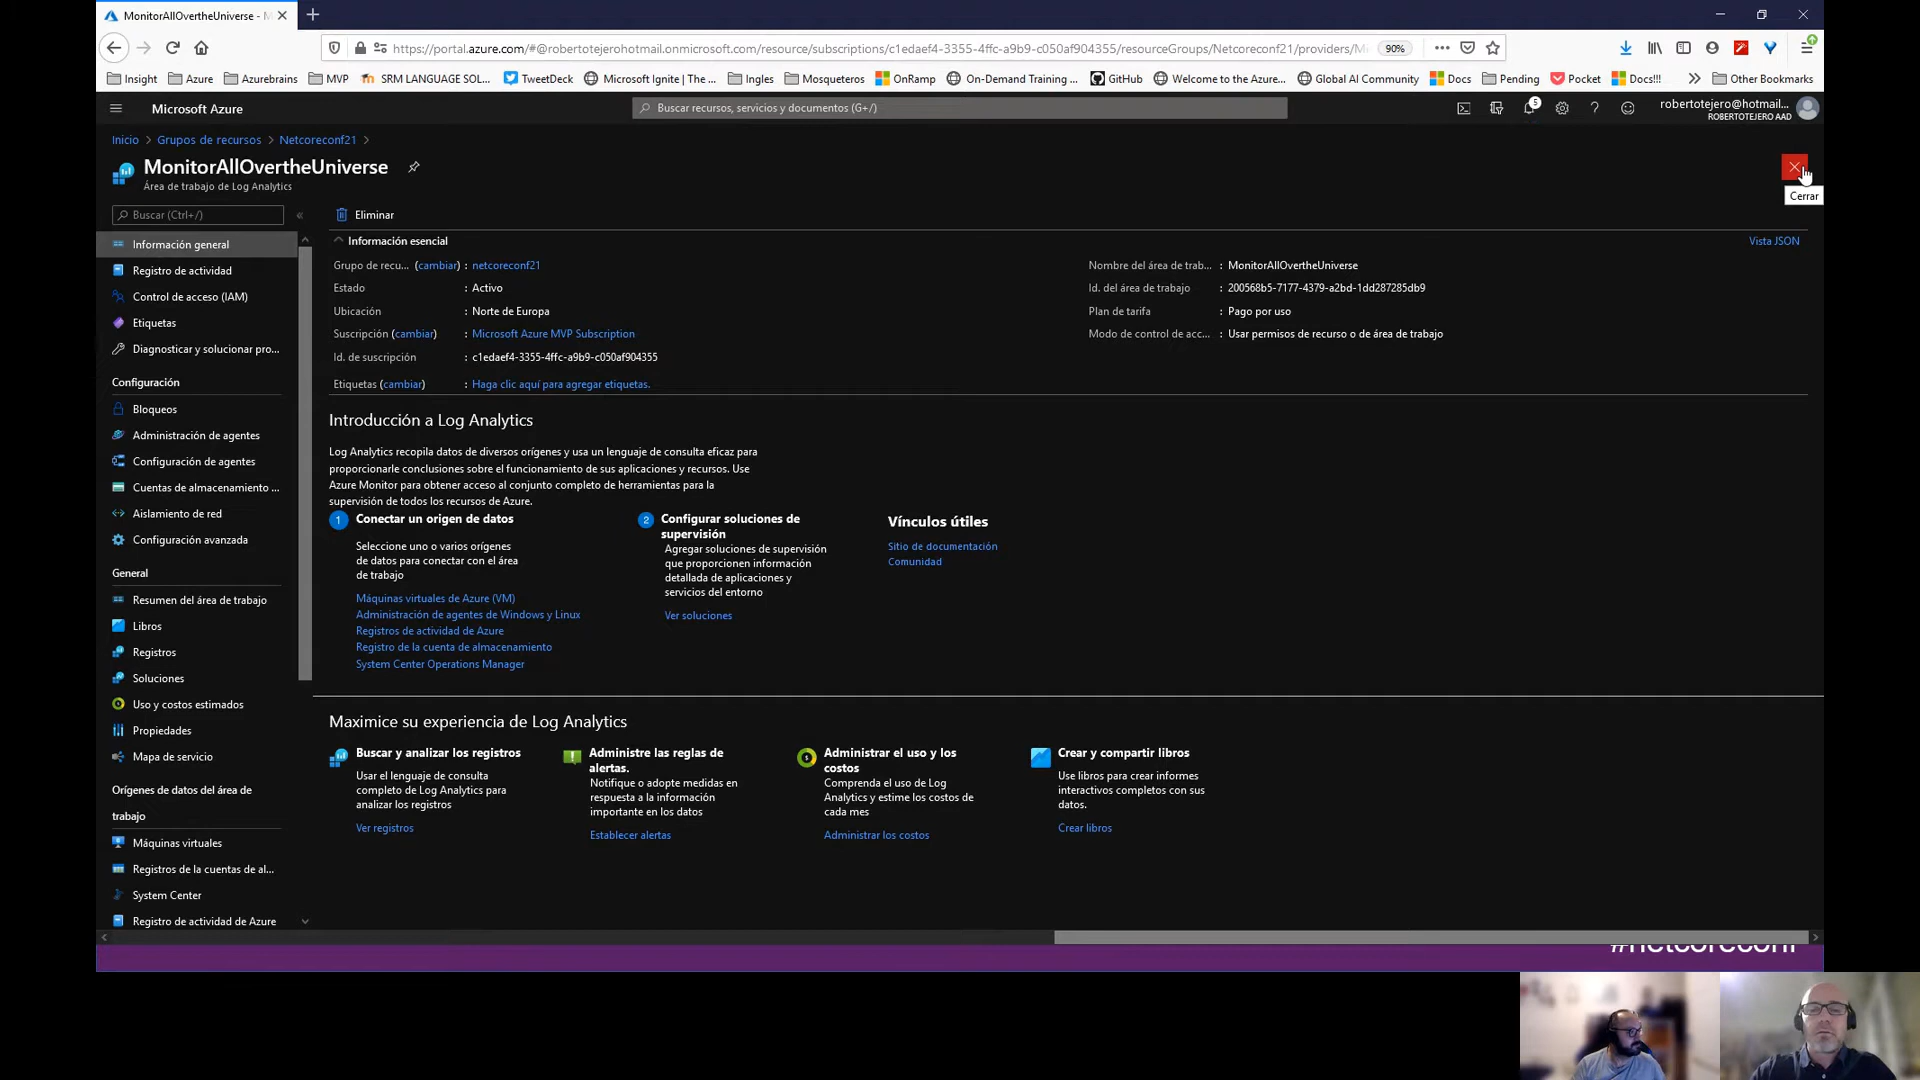 MonitorAllOvertheUniverse - M
https://portal.azure.com/#@robertotejerohotmail.onmicrosoft.com/resource/subscriptions/c1edaef4-3355-4ffc-a9b9-c050af904355/resourceGroups/Netcoreconf21/providers/Mi
90%
Insight
Azure
Azurebrains
MVP
SRM LANGUAGE SOL...
TweetDeck
Microsoft Ignite | The ...
Ingles
Mosqueteros
OnRamp
On-Demand Training ...
GitHub
Welcome to the Azure...
Global AI Community
Docs
Pending
Pocket
Docs!!!
Other Bookmarks
Microsoft Azure
Buscar recursos, servicios y documentos (G+/)
5
robertotejero@hotmail...
ROBERTOTEJERO AAD
Inicio > Grupos de recursos > Netcoreconf21 >
MonitorAllOvertheUniverse
Área de trabajo de Log Analytics
Cerrar
Buscar (Ctrl+/)
«
Información general
Registro de actividad
Control de acceso (IAM)
Etiquetas
Diagnosticar y solucionar pro...
Configuración
Bloqueos
Administración de agentes
Configuración de agentes
Cuentas de almacenamiento ...
Aislamiento de red
Configuración avanzada
General
Resumen del área de trabajo
Libros
Registros
Soluciones
Uso y costos estimados
Propiedades
Mapa de servicio
Orígenes de datos del área de
trabajo
Máquinas virtuales
Registros de la cuentas de al...
System Center
Registro de actividad de Azure
Eliminar
Información esencial
Vista JSON
Grupo de recu... (cambiar) : netcoreconf21
Estado : Activo
Ubicación : Norte de Europa
Suscripción (cambiar) : Microsoft Azure MVP Subscription
Id. de suscripción : c1edaef4-3355-4ffc-a9b9-c050af904355
Etiquetas (cambiar) : Haga clic aquí para agregar etiquetas.
Nombre del área de trab... : MonitorAllOvertheUniverse
Id. del área de trabajo : 200568b5-7177-4379-a2bd-1dd287285db9
Plan de tarifa : Pago por uso
Modo de control de acc... : Usar permisos de recurso o de área de trabajo
Introducción a Log Analytics
Log Analytics recopila datos de diversos orígenes y usa un lenguaje de consulta eficaz para
proporcionarle conclusiones sobre el funcionamiento de sus aplicaciones y recursos. Use
Azure Monitor para obtener acceso al conjunto completo de herramientas para la
supervisión de todos los recursos de Azure.
1 Conectar un origen de datos
Seleccione uno o varios orígenes
de datos para conectar con el área
de trabajo
Máquinas virtuales de Azure (VM)
Administración de agentes de Windows y Linux
Registros de actividad de Azure
Registro de la cuenta de almacenamiento
System Center Operations Manager
2 Configurar soluciones de
supervisión
Agregar soluciones de supervisión
que proporcionen información
detallada de aplicaciones y
servicios del entorno
Ver soluciones
Vínculos útiles
Sitio de documentación
Comunidad
Maximice su experiencia de Log Analytics
Buscar y analizar los registros
Usar el lenguaje de consulta
completo de Log Analytics para
analizar los registros
Ver registros
Administre las reglas de
alertas.
Notifique o adopte medidas en
respuesta a la información
importante en los datos
Establecer alertas
Administrar el uso y los
costos
Comprenda el uso de Log
Analytics y estime los costos de
cada mes
Administrar los costos
Crear y compartir libros
Use libros para crear informes
interactivos completos con sus
datos.
Crear libros
#netcoreconf